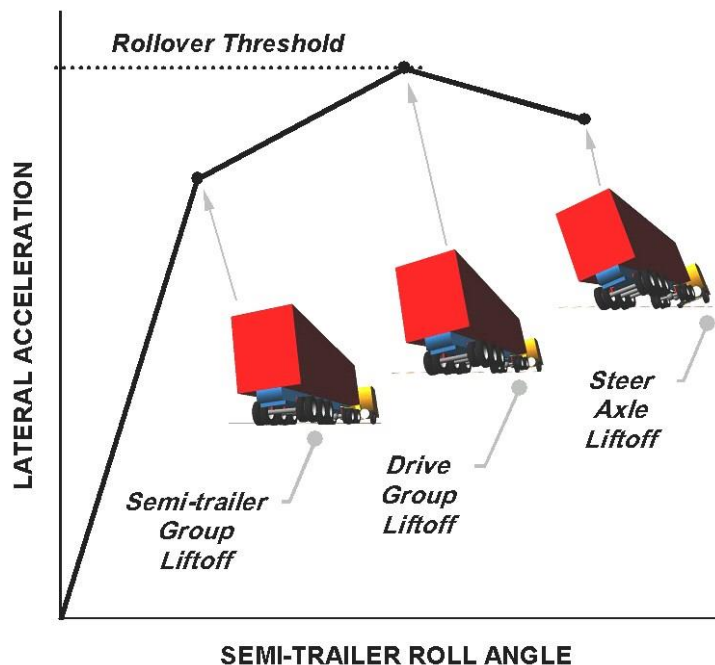 Rollover Threshold
LATERAL ACCELERATION
Semi-trailer
Group
Liftoff
Drive
Group
Liftoff
Steer
Axle
Liftoff
SEMI-TRAILER ROLL ANGLE